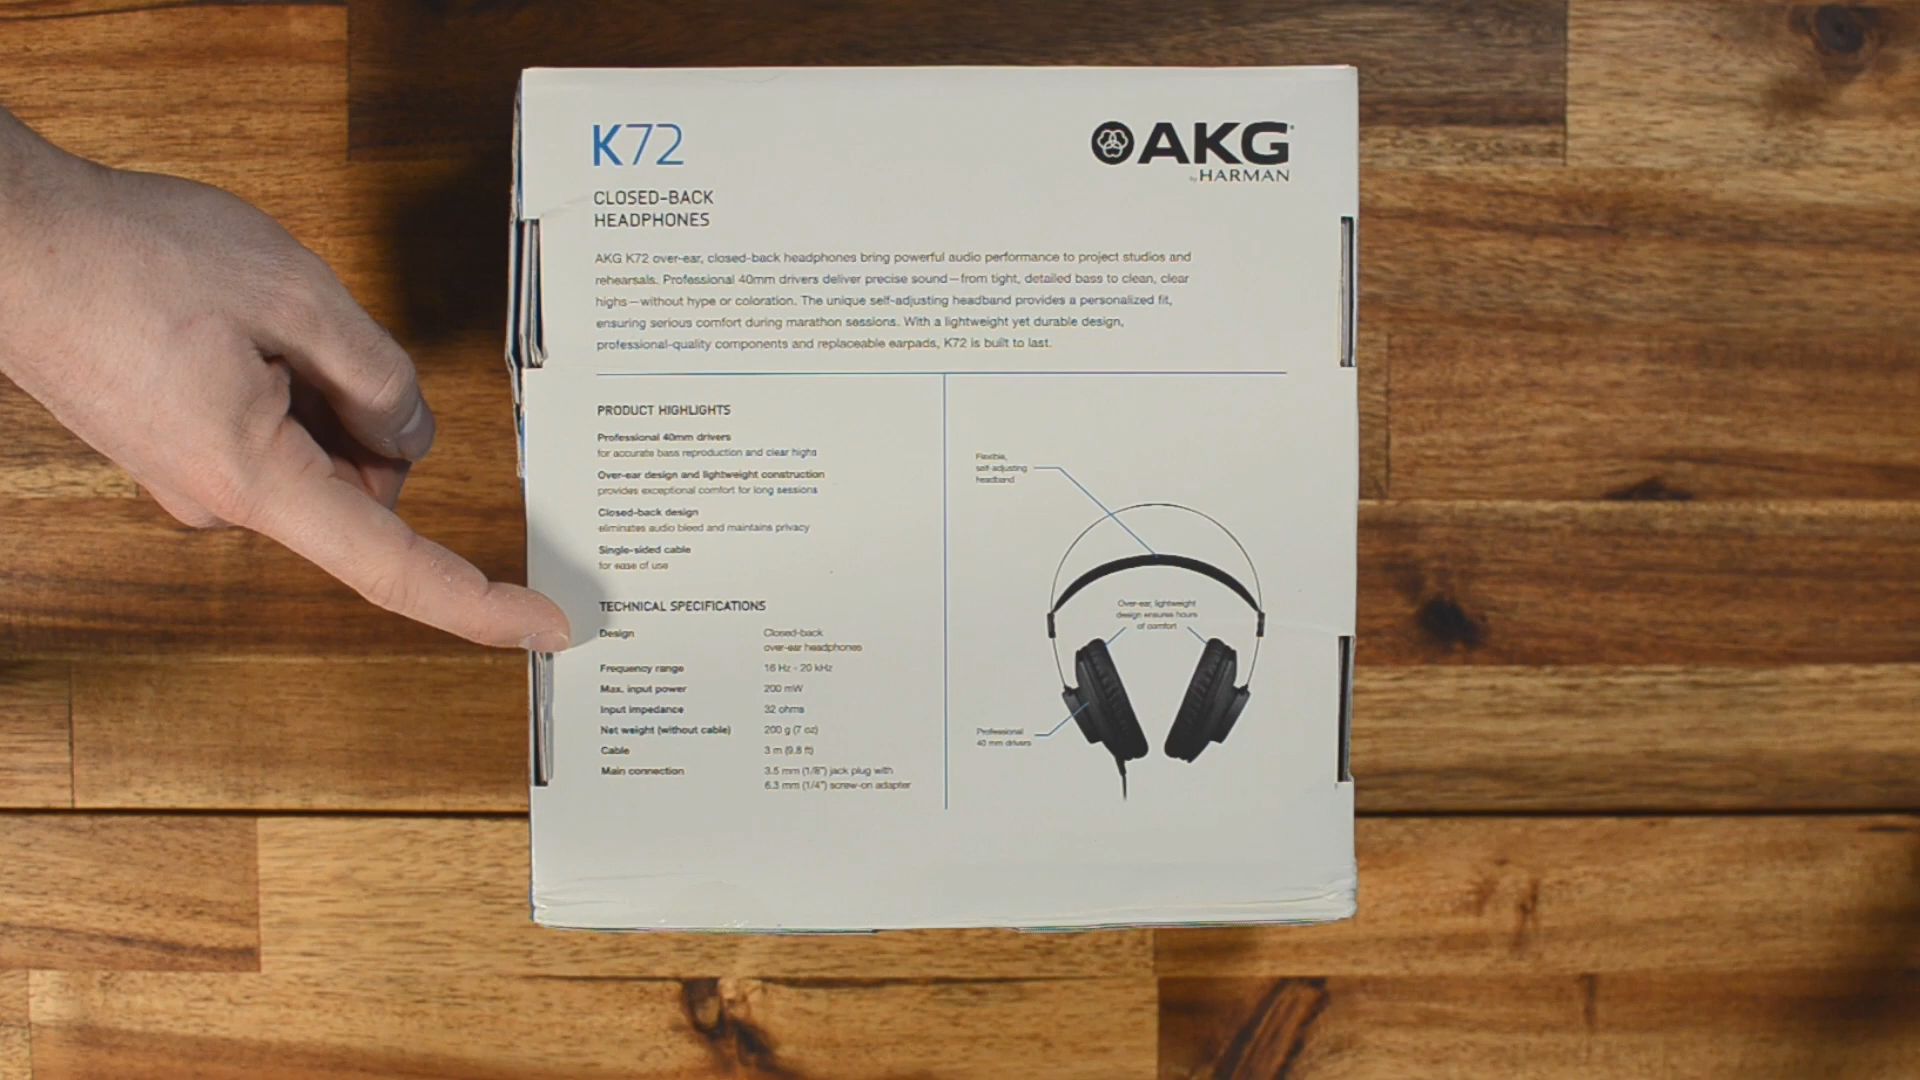 K72
AKG
by HARMAN
CLOSED-BACK
HEADPHONES
AKG K72 over-ear, closed-back headphones bring powerful audio performance to project studios and
rehearsals. Professional 40mm drivers deliver precise sound—from tight, detailed bass to clean, clear
highs—without hype or coloration. The unique self-adjusting headband provides a personalized fit,
ensuring serious comfort during marathon sessions. With a lightweight yet durable design,
professional-quality components and replaceable earpads, K72 is built to last.
PRODUCT HIGHLIGHTS
Professional 40mm drivers
for accurate bass reproduction and clear highs
Over-ear design and lightweight construction
provides exceptional comfort for long sessions
Closed-back design
eliminates audio bleed and maintains privacy
Single-sided cable
for ease of use
TECHNICAL SPECIFICATIONS
Design Closed-back
over-ear headphones
Frequency range 16 Hz - 20 kHz
Max. input power 200 mW
Input impedance 32 ohms
Net weight (without cable) 200 g (7 oz)
Cable 3 m (9.8 ft)
Main connection 3.5 mm (1/8") jack plug with
6.3 mm (1/4") screw-on adapter
Flexible,
self-adjusting
headband
Over-ear, lightweight
design ensures hours
of comfort
Professional
40 mm drivers